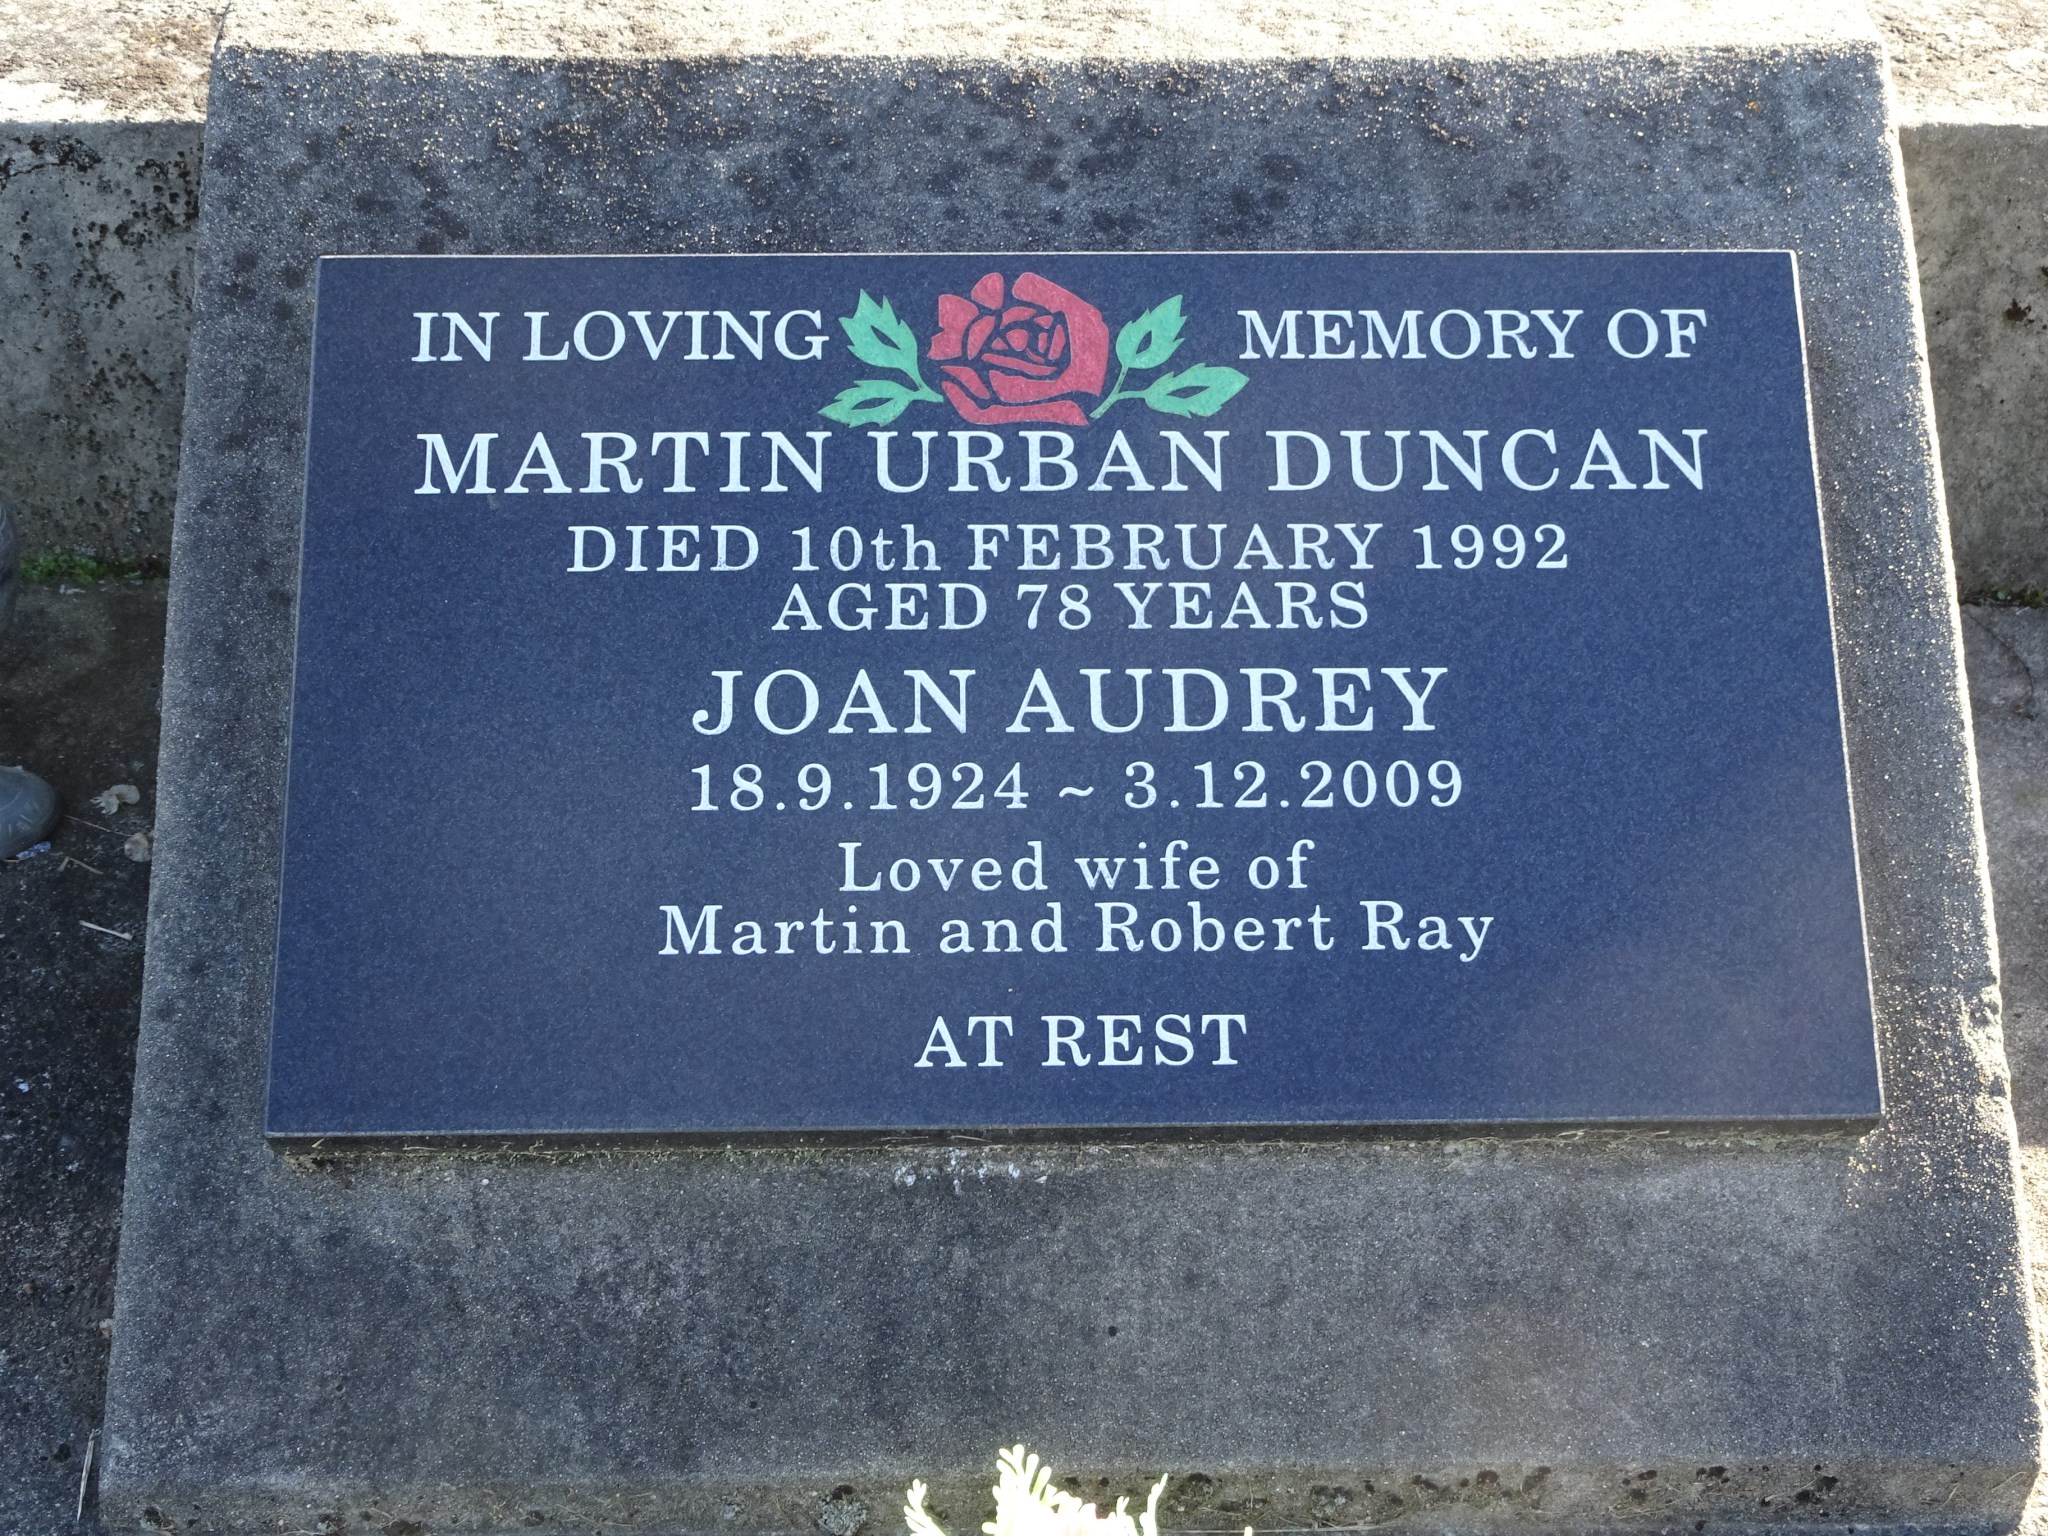 IN LOVING MEMORY OF
MARTIN URBAN DUNCAN
DIED 10th FEBRUARY 1992
AGED 78 YEARS
JOAN AUDREY
18.9.1924 ~ 3.12.2009
Loved wife of
Martin and Robert Ray
AT REST